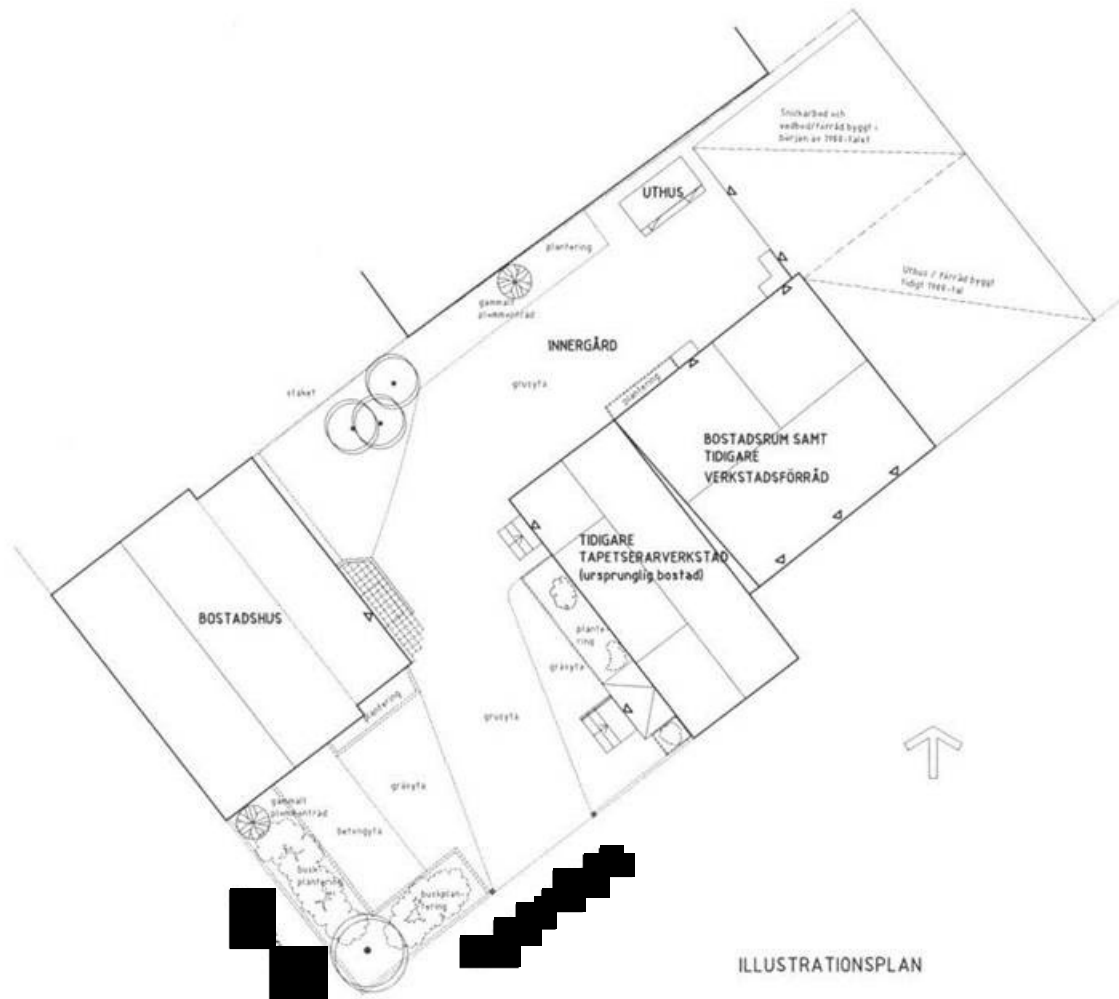 Snickarbod och
vedbod/förråd byggt i
början av 1900-talet
UTHUS
plantering
gammalt
plommonträd
Uthus / förråd byggt
tidigt 1900-tal
INNERGÅRD
grusyta
staket
plantering
BOSTADSRUM SAMT
TIDIGARE
VERKSTADSFÖRRÅD
TIDIGARE
TAPETSERARVERKSTAD
(ursprunglig bostad)
BOSTADSHUS
plante-
ring
gräsyta
plantering
grusyta
gräsyta
gammalt
plommonträd
betongyta
busk-
plantering
buskplan-
tering
ILLUSTRATIONSPLAN